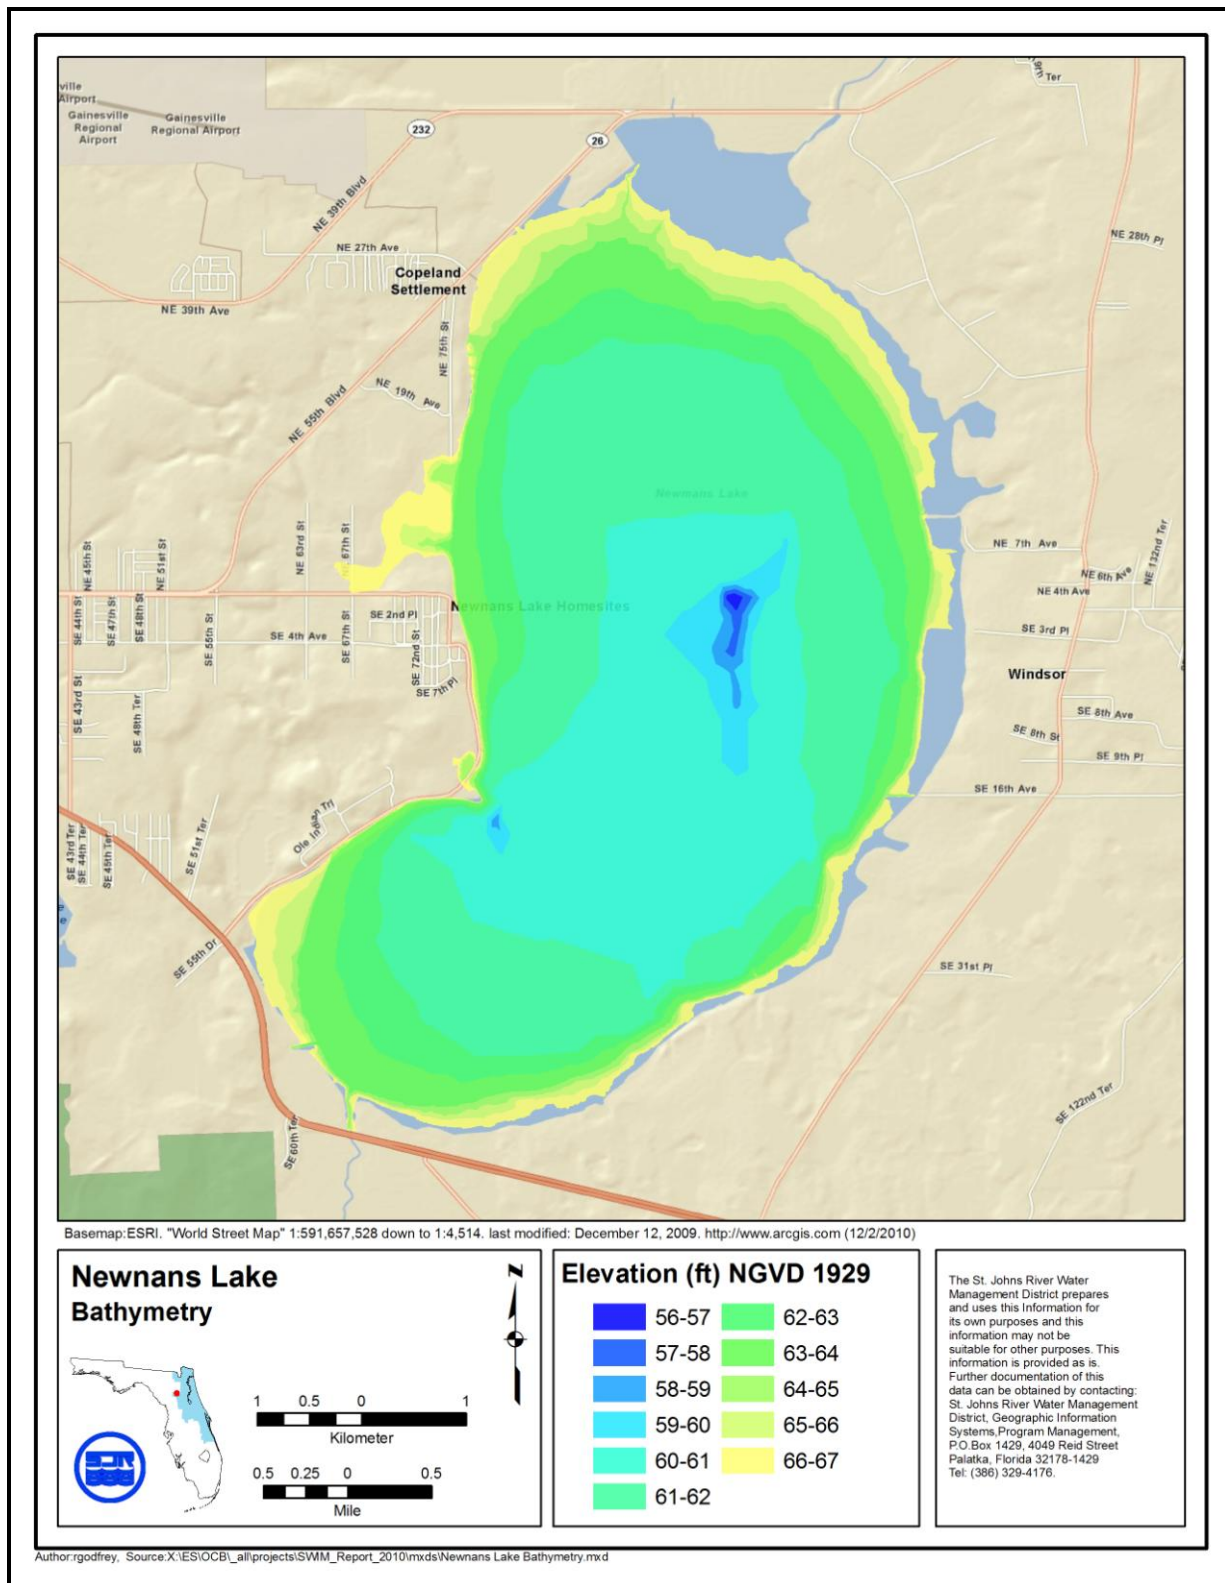 ville
Airport
Gainesville
Regional
Airport
Gainesville
Regional Airport
232
26
9th Ter
NE 39th Blvd
NE 27th Ave
Copeland
Settlement
NE 39th Ave
NE 28th Pl
NE 75th St
NE 19th Ave
NE 55th Blvd
Newnans Lake
NE 45th St
NE 51st St
NE 63rd St
NE 67th St
NE 7th Ave
NE 132nd Ter
NE 6th Ave
NE 4th Ave
Newnans Lake Homesites
SE 44th St
SE 47th St
SE 48th St
SE 55th St
SE 4th Ave
SE 67th St
SE 2nd Pl
SE 72nd St
SE 7th Pl
SE 3rd Pl
Windsor
SE 43rd St
SE 48th Ter
SE 8th Ave
SE 8th St
SE 9th Pl
SE 16th Ave
Ole Indian Trl
SE 43rd Ter
SE 44th Ter
SE 45th Ter
SE 51st Ter
e
SE 55th Dr
SE 31st Pl
SE 122nd Ter
SE 60th Ter
Basemap:ESRI. "World Street Map" 1:591,657,528 down to 1:4,514. last modified: December 12, 2009. http://www.arcgis.com (12/2/2010)
Newnans Lake
Bathymetry
N
1 0.5 0 1
Kilometer
0.5 0.25 0 0.5
Mile
Elevation (ft) NGVD 1929
56-57
57-58
58-59
59-60
60-61
61-62
62-63
63-64
64-65
65-66
66-67
The St. Johns River Water
Management District prepares
and uses this Information for
its own purposes and this
information may not be
suitable for other purposes. This
information is provided as is.
Further documentation of this
data can be obtained by contacting:
St. Johns River Water Management
District, Geographic Information
Systems,Program Management,
P.O.Box 1429, 4049 Reid Street
Palatka, Florida 32178-1429
Tel: (386) 329-4176.
Author:rgodfrey, Source:X:\ES\OCB\_all\projects\SWIM_Report_2010\mxds\Newnans Lake Bathymetry.mxd